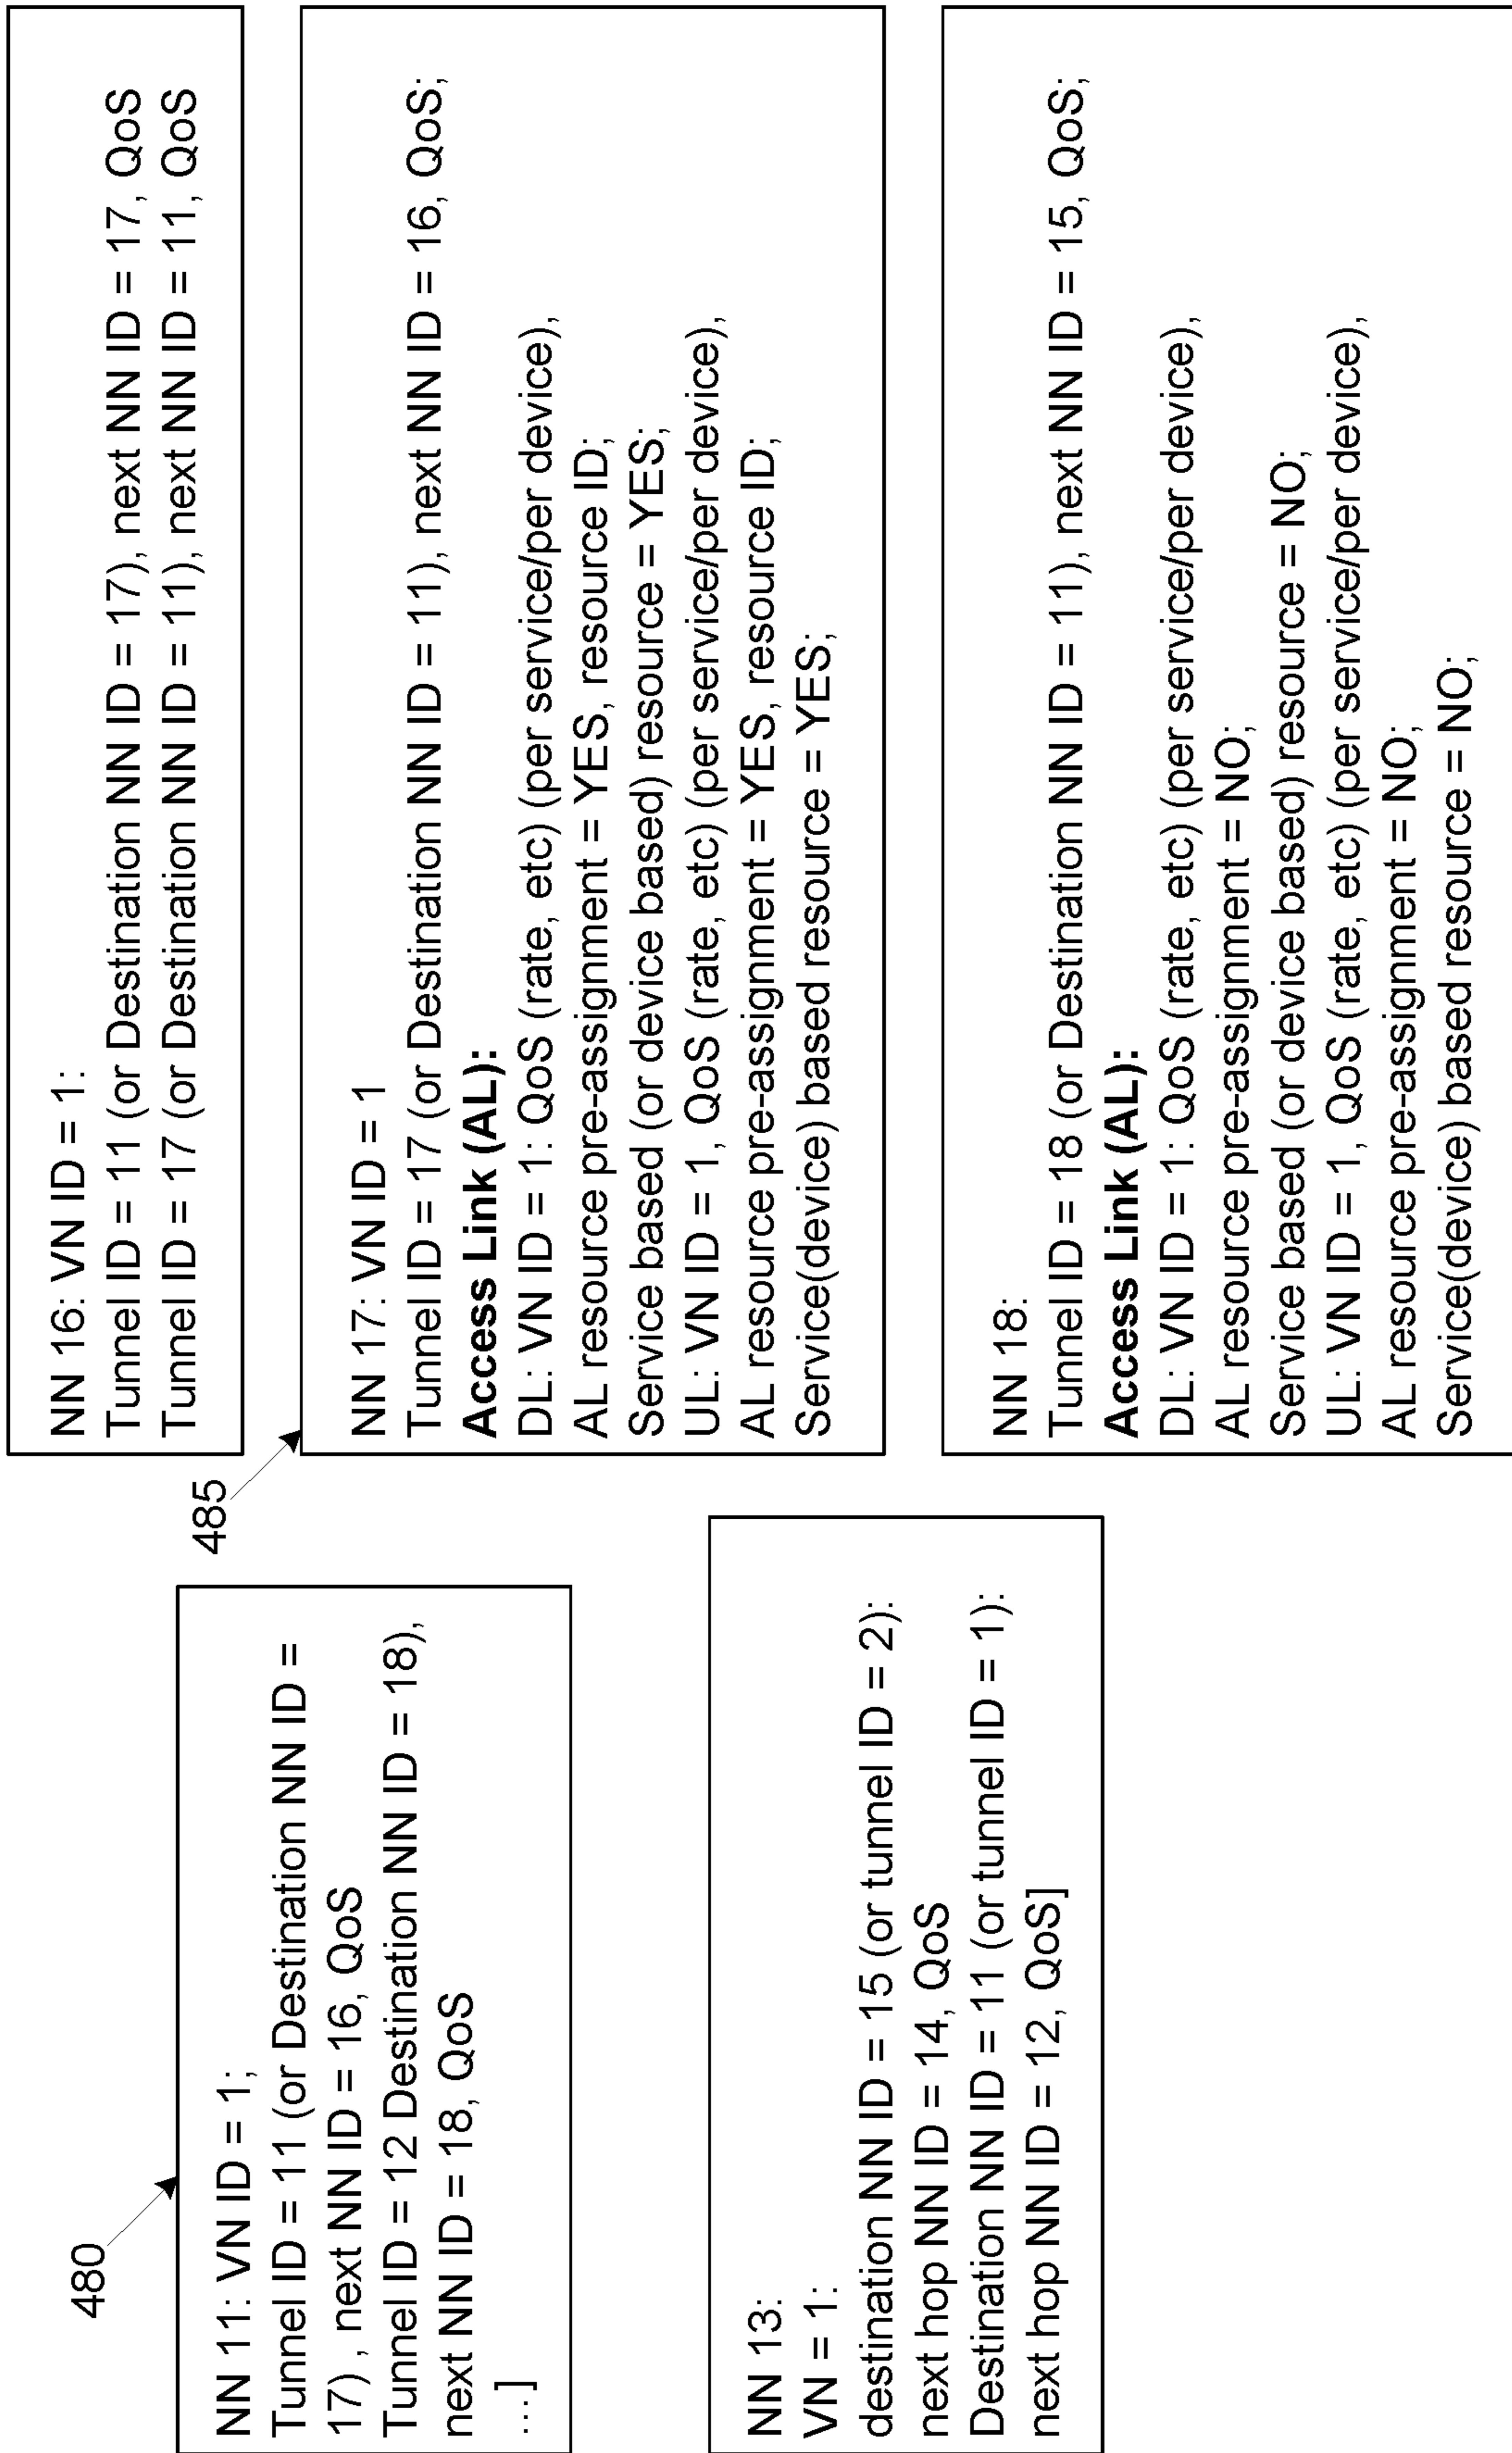 480
NN 11: VN ID = 1;
Tunnel ID = 11 (or Destination NN ID =
17) , next NN ID = 16, QoS
Tunnel ID = 12 Destination NN ID = 18),
next NN ID = 18, QoS
....]
NN 13:
VN = 1:
destination NN ID = 15 (or tunnel ID = 2):
next hop NN ID = 14, QoS
Destination NN ID = 11 (or tunnel ID = 1):
next hop NN ID = 12, QoS]
NN 16: VN ID = 1:
Tunnel ID = 11 (or Destination NN ID = 17), next NN ID = 17, QoS
Tunnel ID = 17 (or Destination NN ID = 11), next NN ID = 11, QoS
485
NN 17: VN ID = 1
Tunnel ID = 17 (or Destination NN ID = 11), next NN ID = 16, QoS;
Access Link (AL):
DL: VN ID = 1: QoS (rate, etc) (per service/per device),
AL resource pre-assignment = YES, resource ID;
Service based (or device based) resource = YES;
UL: VN ID = 1, QoS (rate, etc) (per service/per device),
AL resource pre-assignment = YES, resource ID;
Service(device) based resource = YES;
NN 18:
Tunnel ID = 18 (or Destination NN ID = 11), next NN ID = 15, QoS;
Access Link (AL):
DL: VN ID = 1: QoS (rate, etc) (per service/per device),
AL resource pre-assignment = NO;
Service based (or device based) resource = NO;
UL: VN ID = 1, QoS (rate, etc) (per service/per device),
AL resource pre-assignment = NO;
Service(device) based resource = NO;